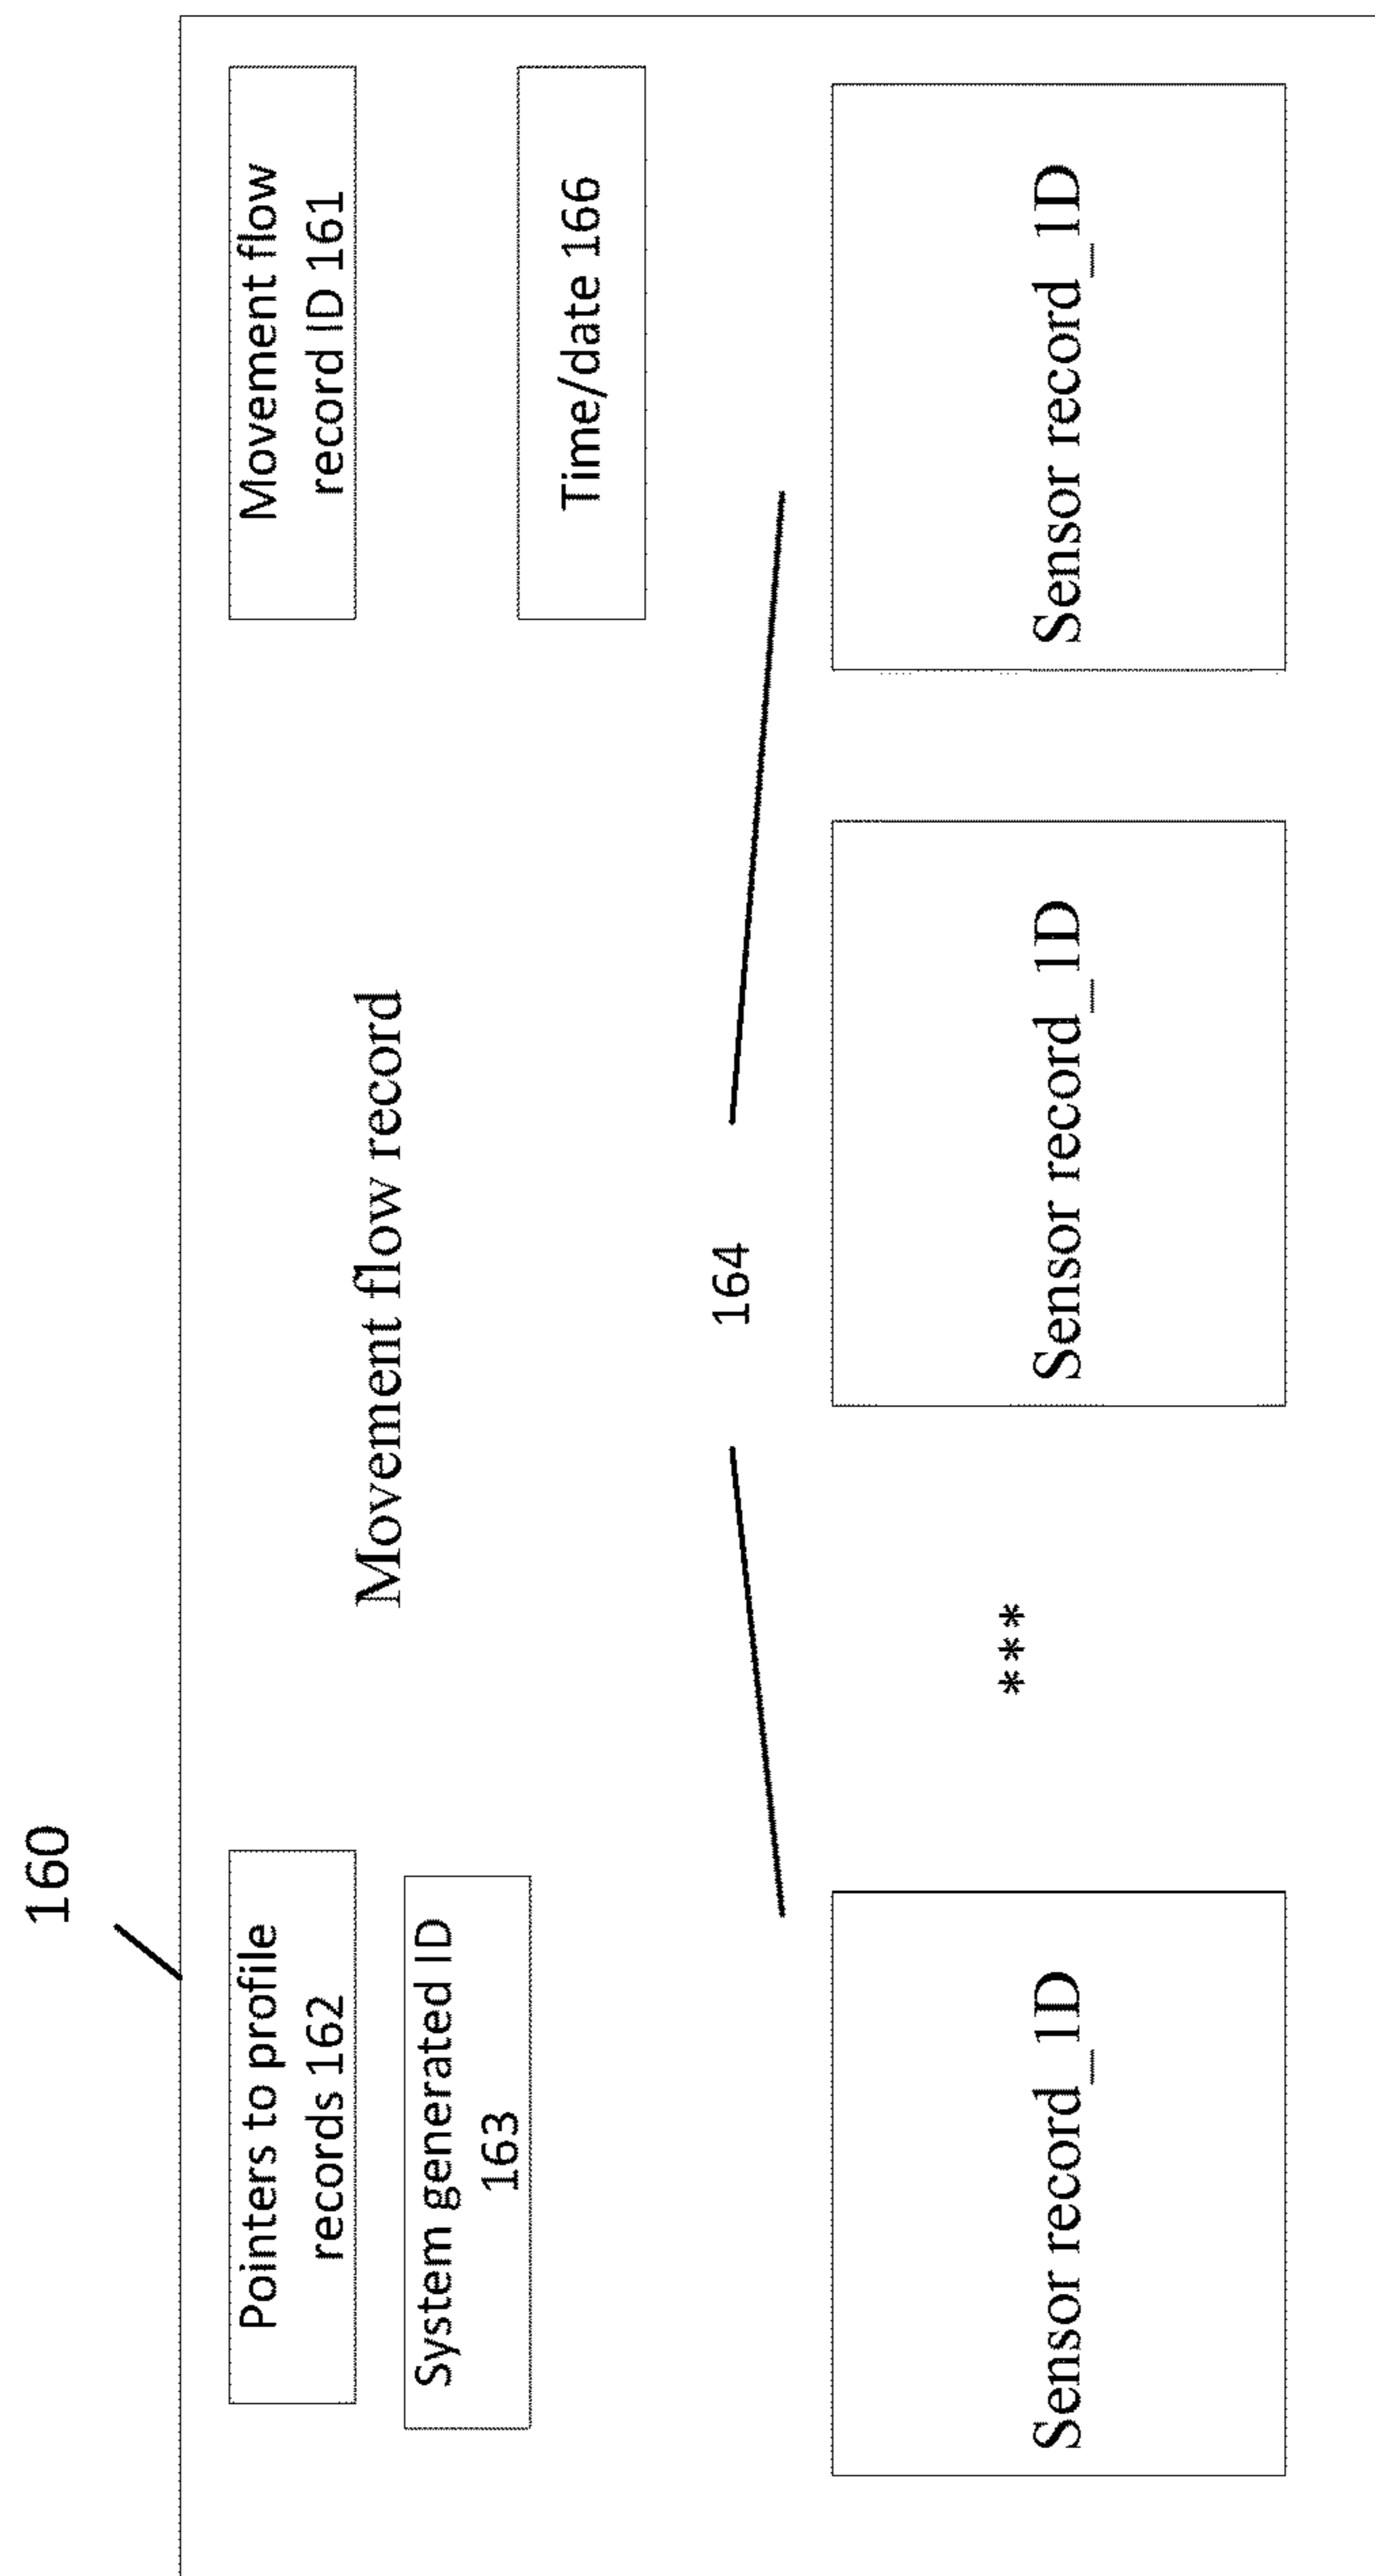 160
Pointers to profile
records 162
Movement flow
record ID 161
Movement flow record
System generated ID
163
Time/date 166
164
***
Sensor record_1D
Sensor record_1D
Sensor record_1D